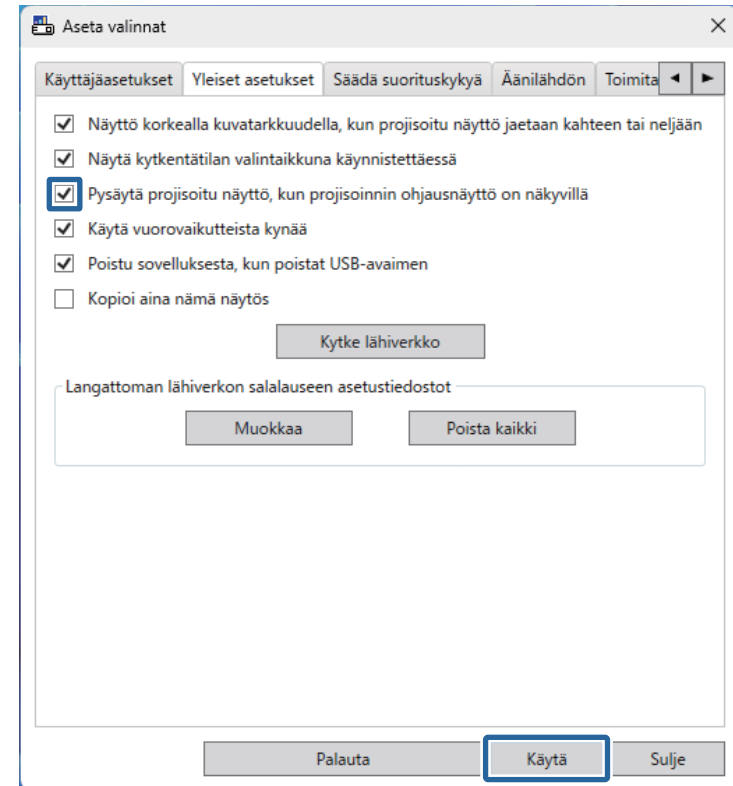 Aseta valinnat
Käyttäjäasetukset Yleiset asetukset Säädä suorituskykyä Äänilähdön Toimita
Näyttö korkealla kuvatarkkuudella, kun projisoitu näyttö jaetaan kahteen tai neljään
Näytä kytkentätilan valintaikkuna käynnistettäessä
Pysäytä projisoitu näyttö, kun projisoinnin ohjausnäyttö on näkyvillä
Käytä vuorovaikutteista kynää
Poistu sovelluksesta, kun poistat USB-avaimen
Kopioi aina nämä näytös
Kytke lähiverkko
Langattoman lähiverkon salalauseen asetustiedostot
Muokkaa Poista kaikki
Palauta Käytä Sulje